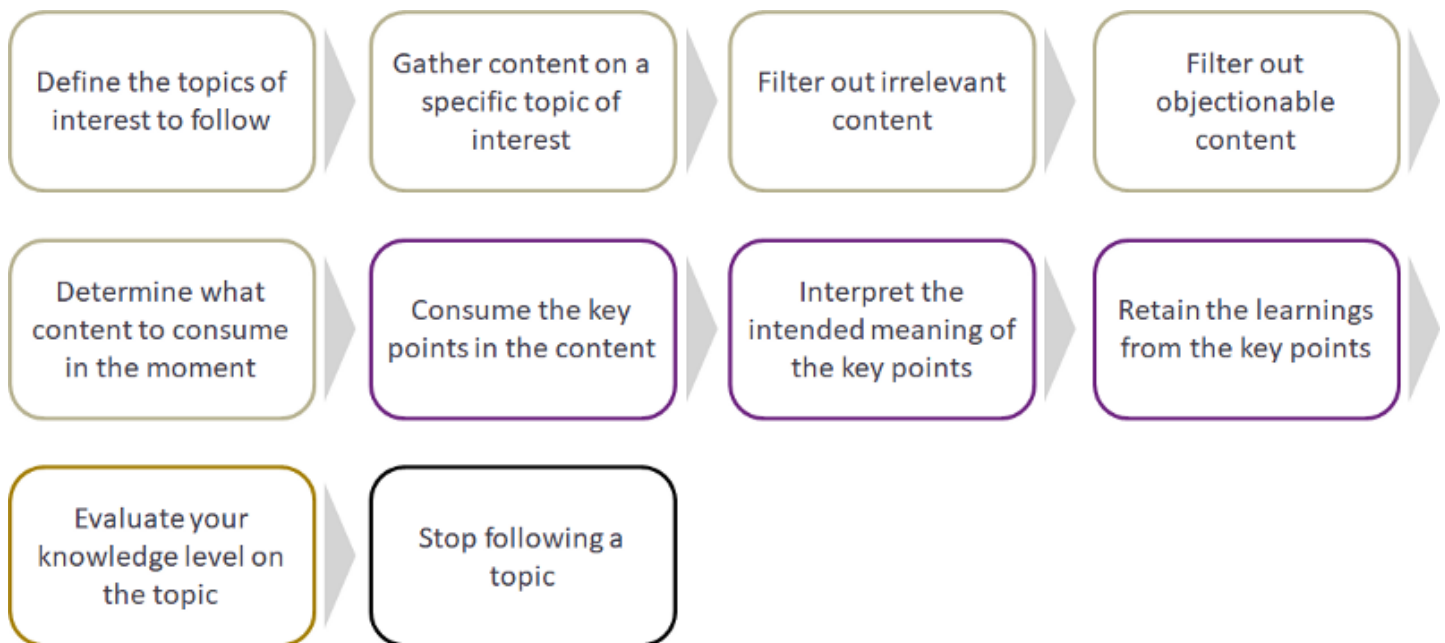 Define the topics of
interest to follow
Gather content on a
specific topic of
interest
Filter out irrelevant
content
Filter out
objectionable
content
Determine what
content to consume
in the moment
Consume the key
points in the content
Interpret the
intended meaning of
the key points
Retain the learnings
from the key points
Evaluate your
knowledge level on
the topic
Stop following a
topic